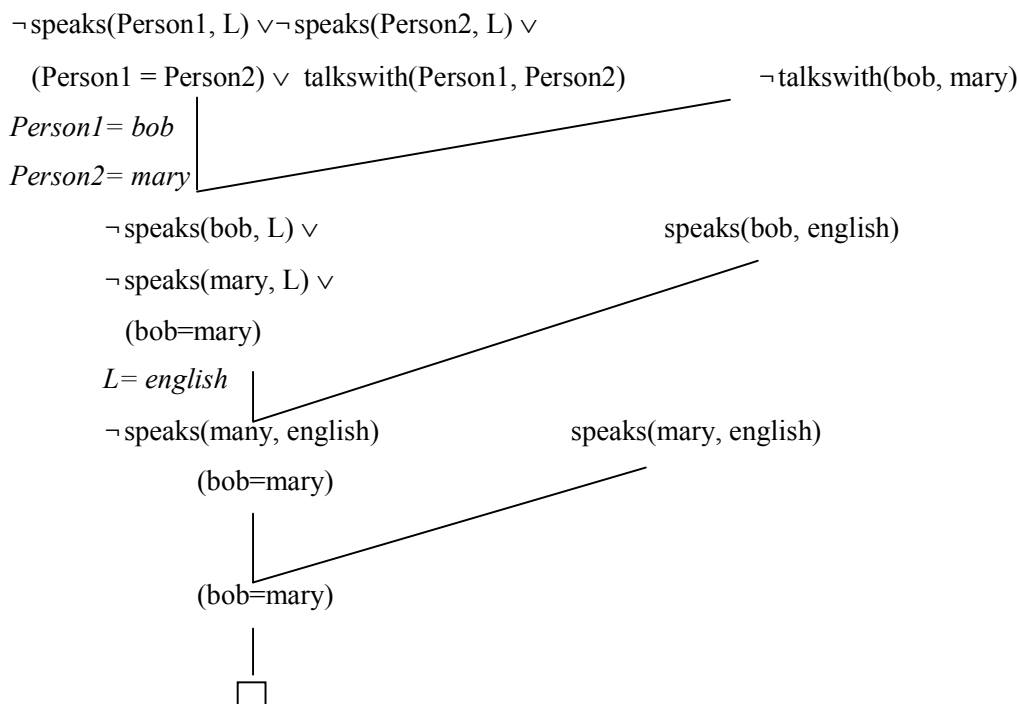 ¬speaks(Person1, L) ∨¬speaks(Person2, L) ∨
(Person1 = Person2) ∨ talkswith(Person1, Person2) ¬talkswith(bob, mary)
Person1= bob
Person2= mary
¬speaks(bob, L) ∨ speaks(bob, english)
¬speaks(mary, L) ∨
(bob=mary)
L= english
¬speaks(many, english) speaks(mary, english)
(bob=mary)
(bob=mary)